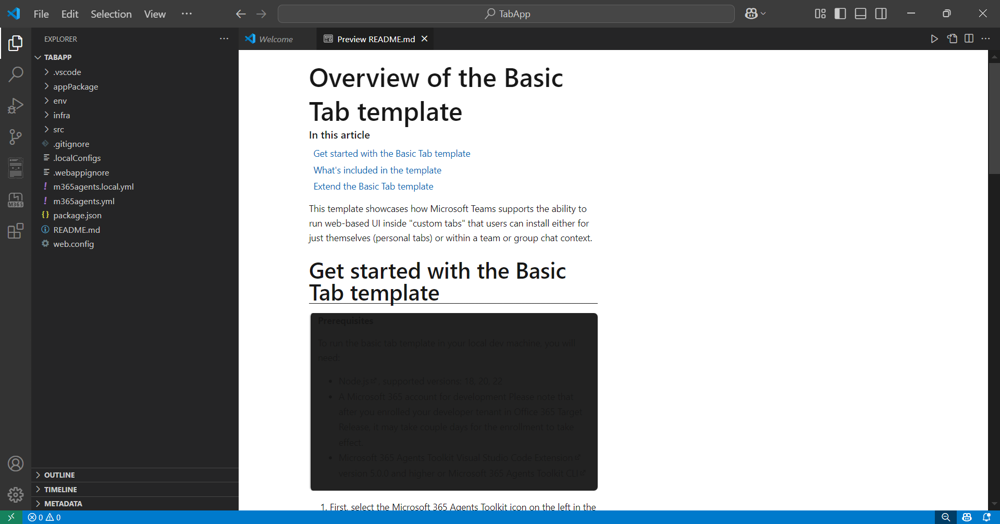 File Edit Selection View ··· TabApp
EXPLORER ···
Welcome
Preview README.md
TABAPP
.vscode
appPackage
env
infra
src
.gitignore
.localConfigs
.webappignore
m365agents.local.yml
m365agents.yml
package.json
README.md
web.config
OUTLINE
TIMELINE
METADATA
Overview of the Basic
Tab template
In this article
Get started with the Basic Tab template
What's included in the template
Extend the Basic Tab template
This template showcases how Microsoft Teams supports the ability to
run web-based UI inside "custom tabs" that users can install either for
just themselves (personal tabs) or within a team or group chat context.
Get started with the Basic
Tab template
Prerequisites
1. First, select the Microsoft 365 Agents Toolkit icon on the left in the
0 0